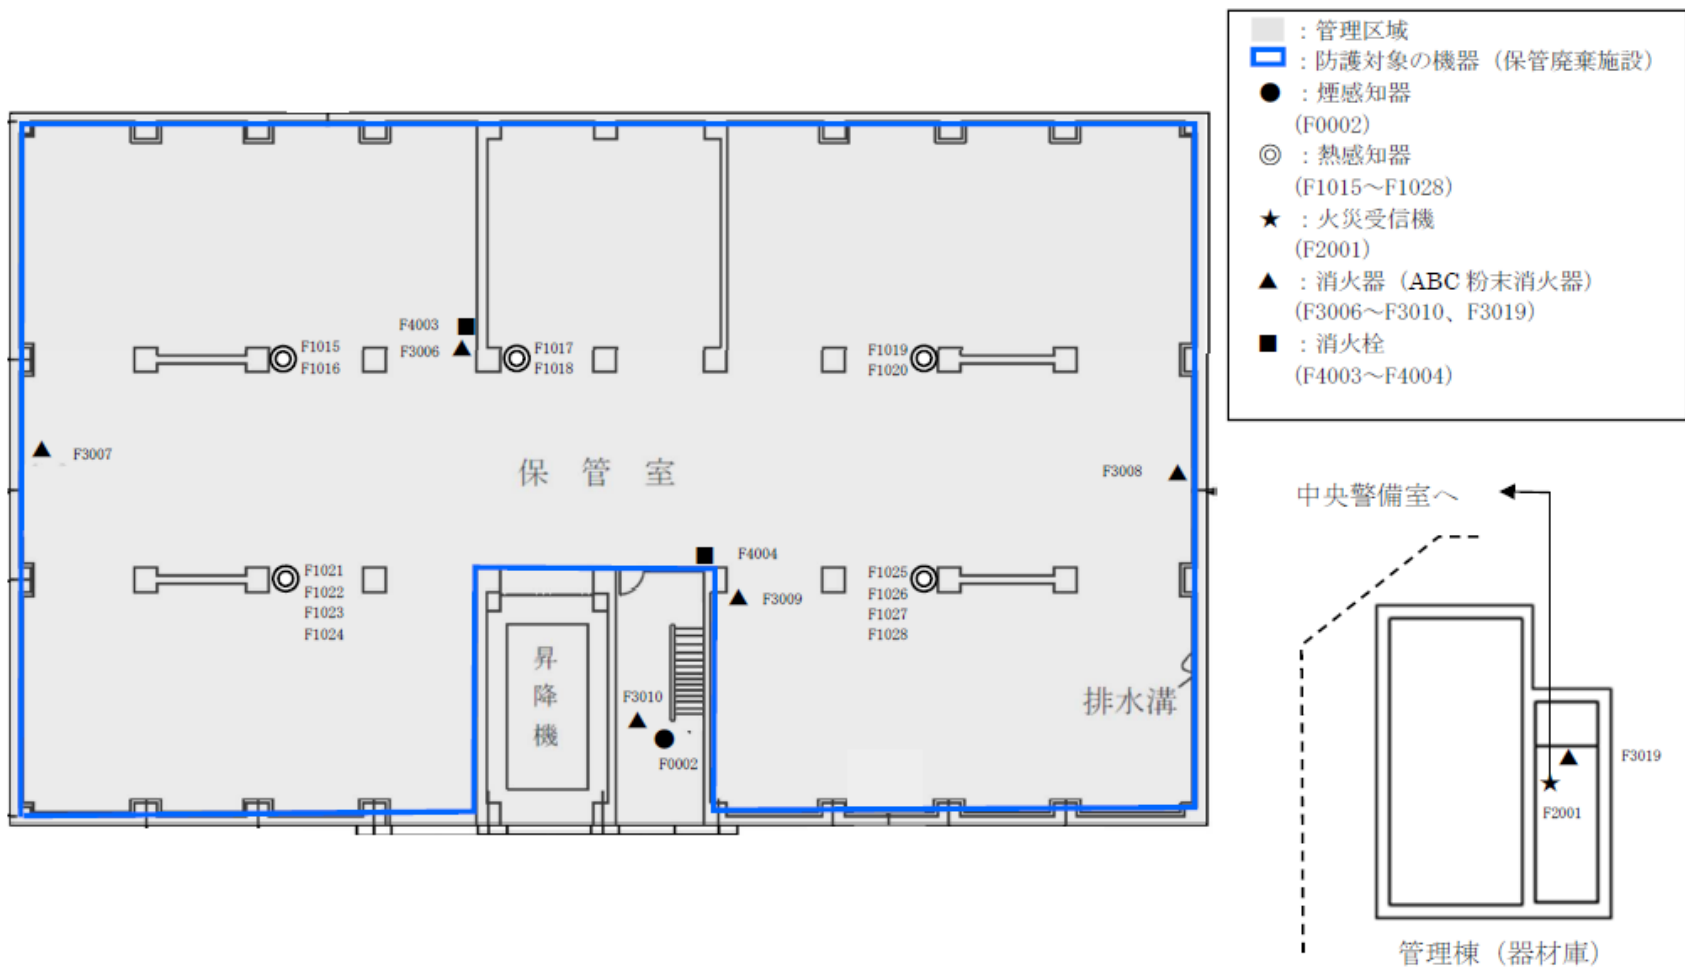 ：管理区域
：防護対象の機器（保管廃棄施設）
：煙感知器
(F0002)
：熱感知器
(F1015～F1028)
：火災受信機
(F2001)
：消火器（ABC 粉末消火器）
(F3006～F3010、F3019)
：消火栓
(F4003～F4004)
F4003
F3006
F1015
F1016
F1017
F1018
F1019
F1020
F3007
保管室
F3008
F4004
F3009
F1021
F1022
F1023
F1024
F1025
F1026
F1027
F1028
昇降機
F3010
F0002
排水溝
中央警備室へ
F3019
F2001
管理棟（器材庫）